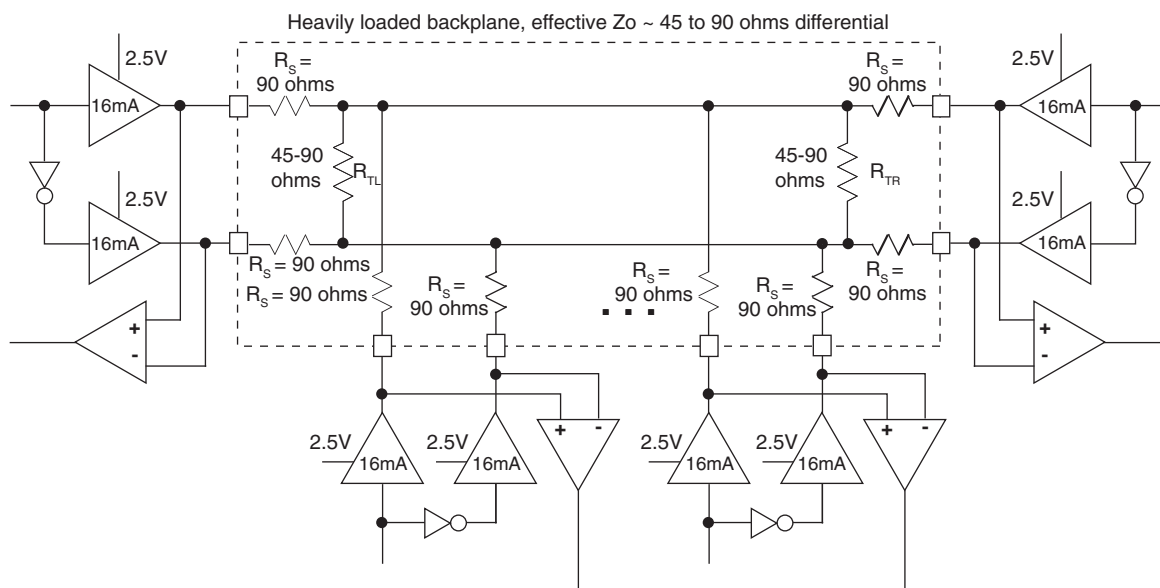 Heavily loaded backplane, effective Zo ~ 45 to 90 ohms differential
2.5V
RS =
90 ohms
RS =
90 ohms
2.5V
16mA
16mA
45-90
ohms
RTL
45-90
ohms
RTR
2.5V
2.5V
16mA
16mA
RS = 90 ohms
RS =
90 ohms
RS = 90 ohms
RS =
90 ohms
RS =
90 ohms
RS =
90 ohms
. . .
+
-
+
-
+
-
+
-
2.5V
16mA
2.5V
16mA
2.5V
16mA
2.5V
16mA